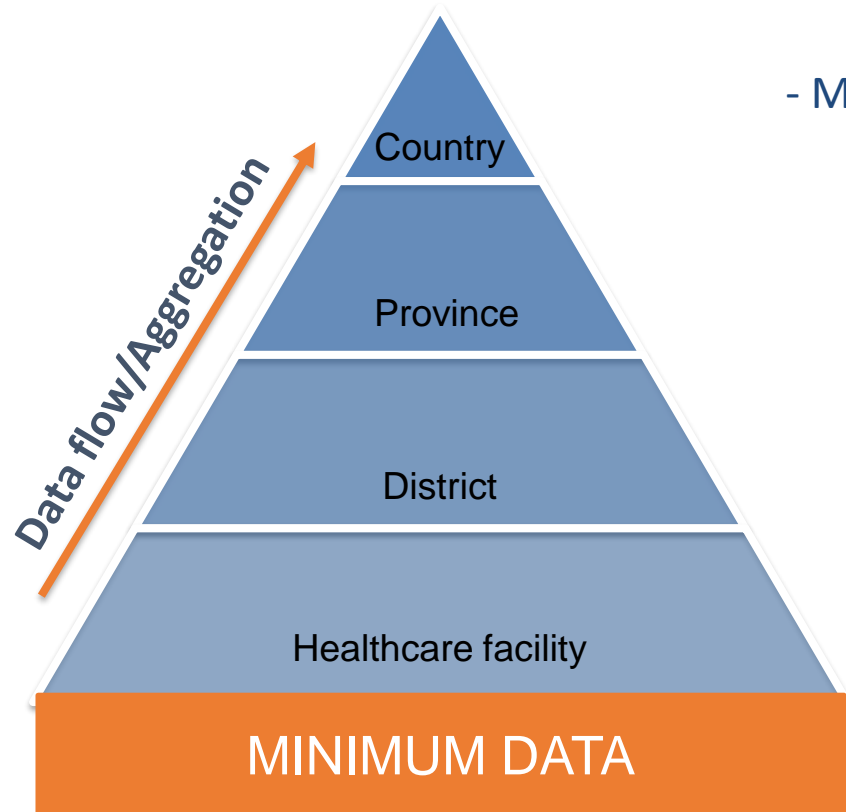 - M
Country
Data flow/Aggregation
Province
District
Healthcare facility
MINIMUM DATA